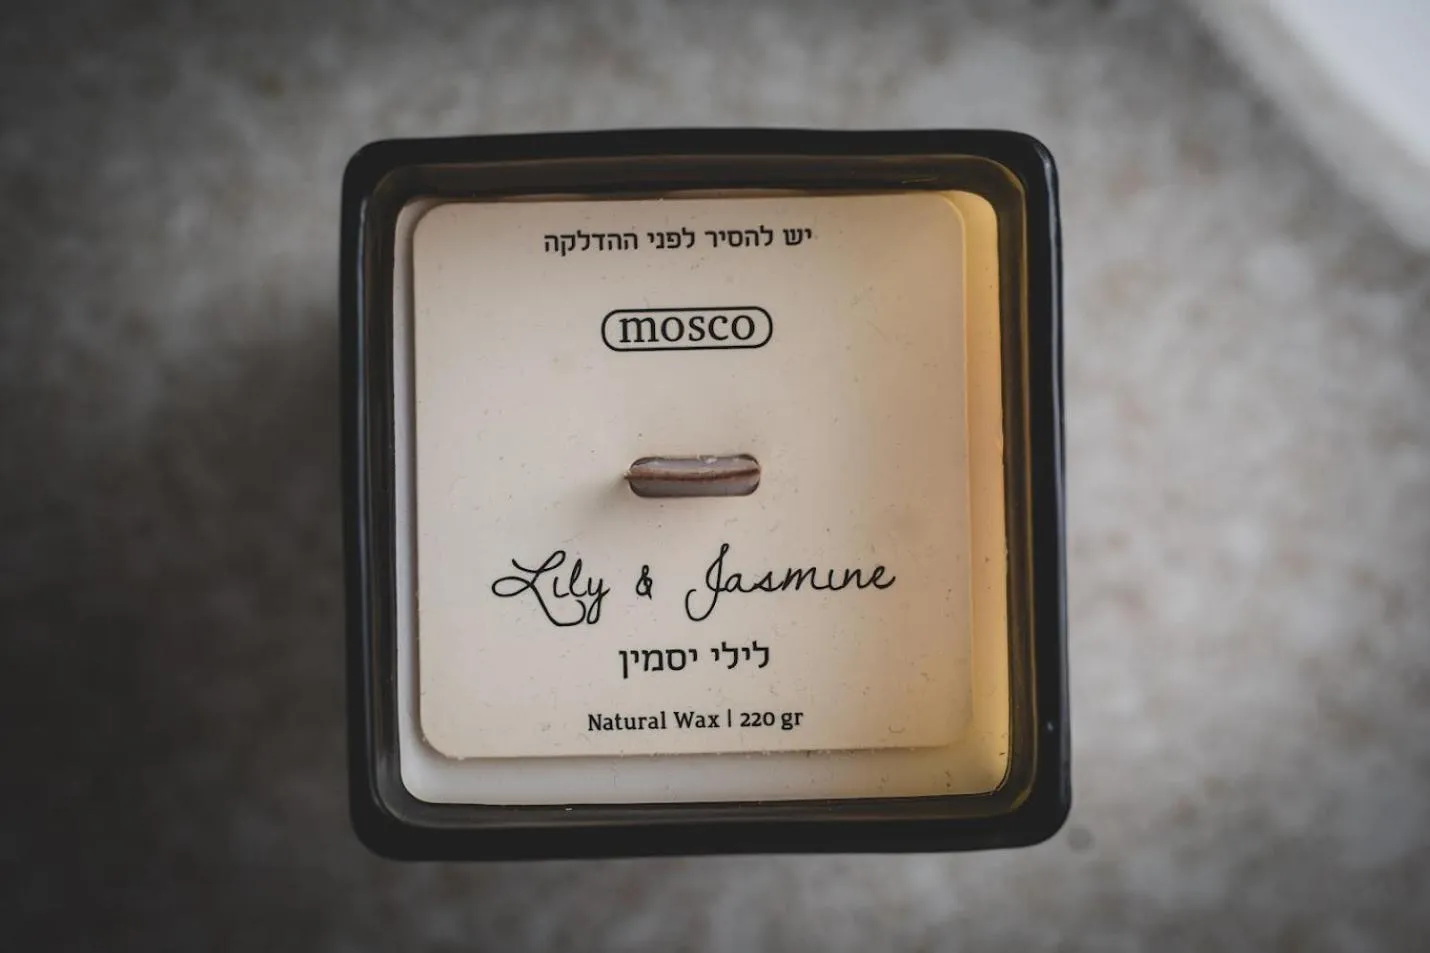 יש להסיר לפני ההדלקה
mosco
Lily & Jasmine
לילי יסמין
Natural Wax | 220 gr